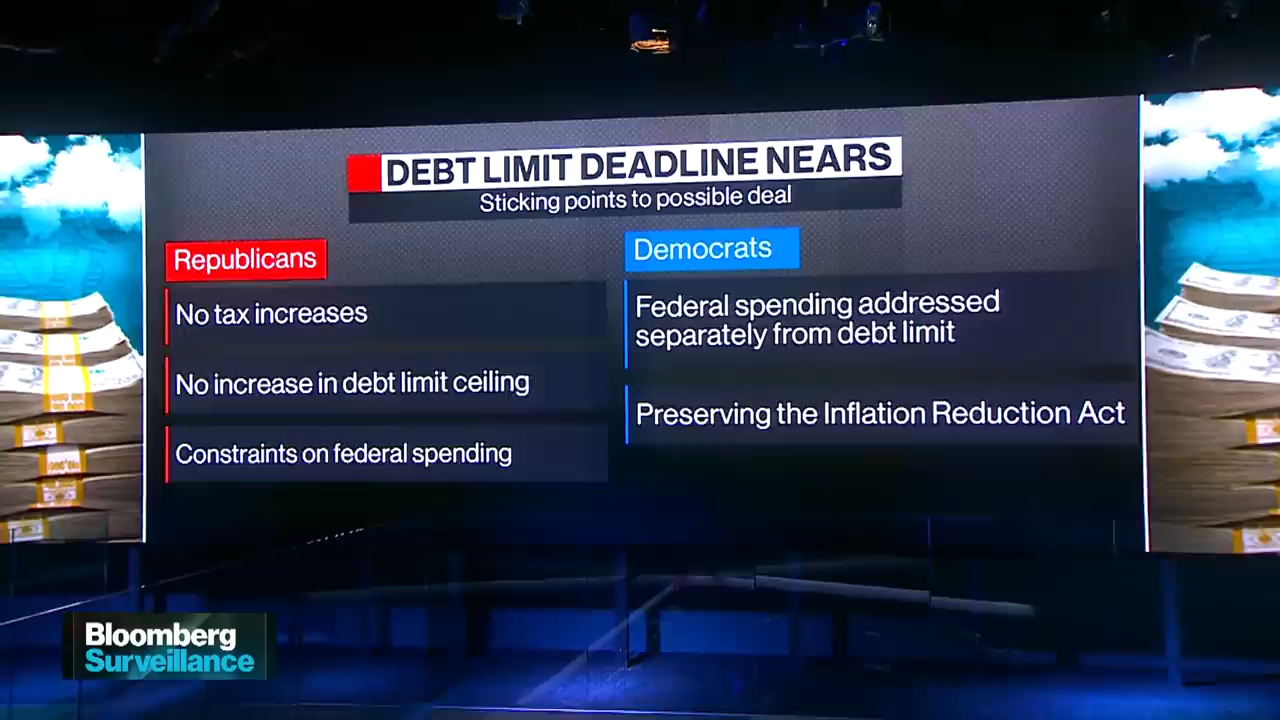 DEBT LIMIT DEADLINE NEARS
Sticking points to possible deal
Republicans
No tax increases
No increase in debt limit ceiling
Constraints on federal spending
Democrats
Federal spending addressed
separately from debt limit
Preserving the Inflation Reduction Act
Bloomberg
Surveillance